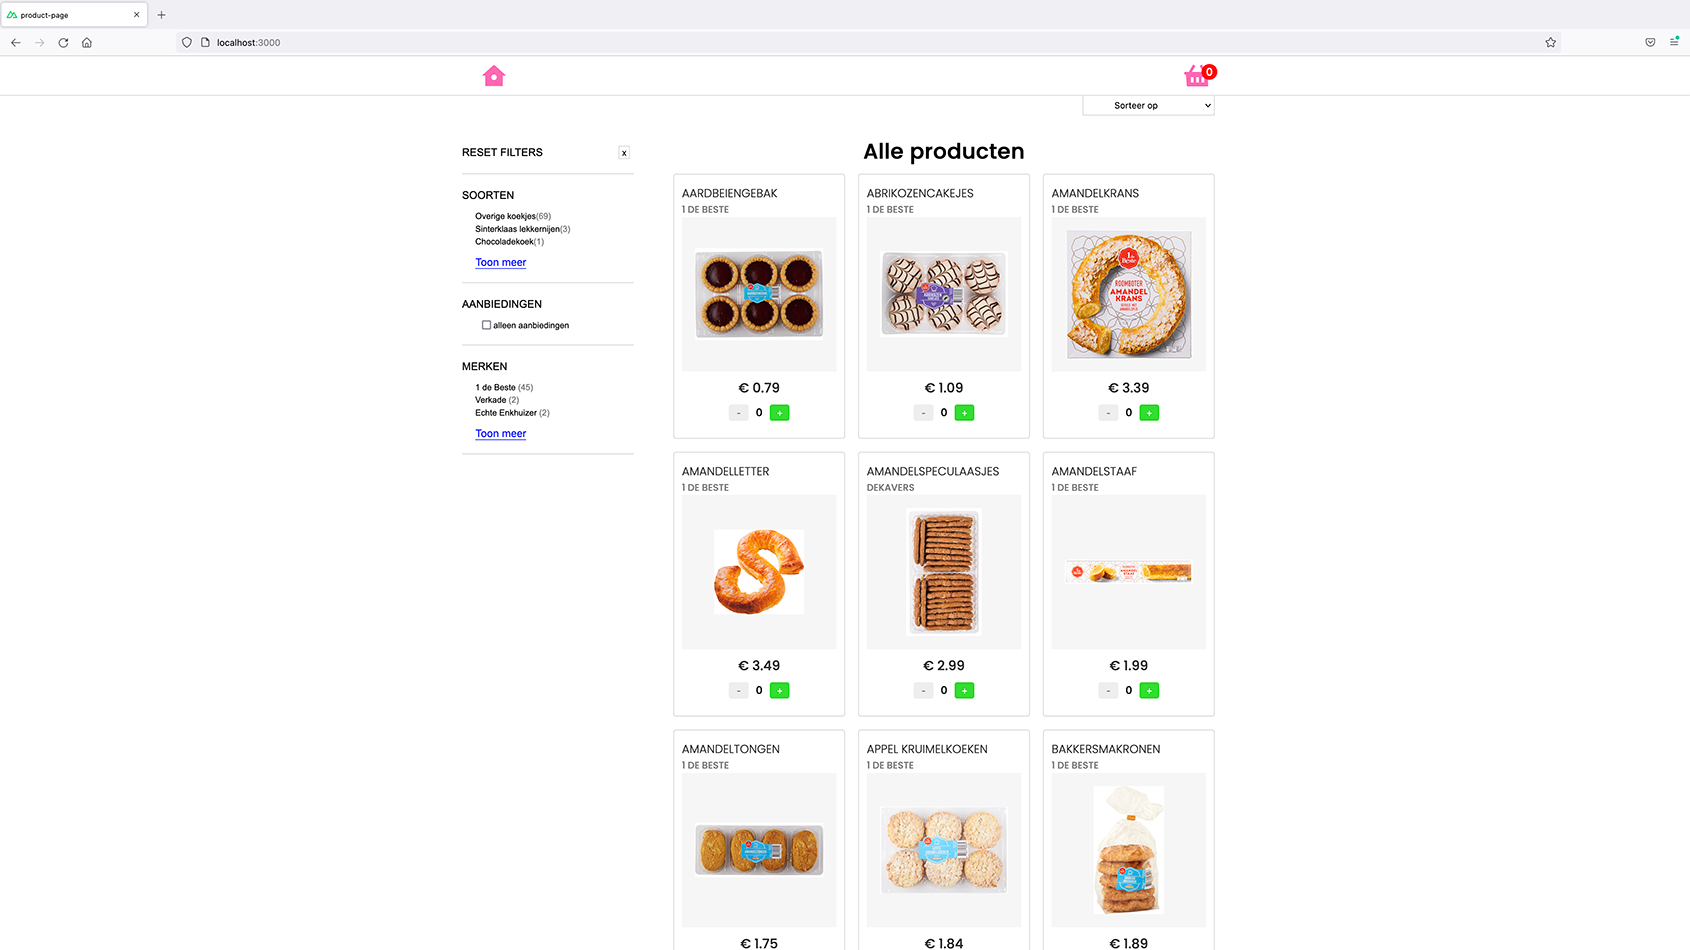 product-page
localhost:3000
0
Sorteer op
RESET FILTERS
x
Alle producten
SOORTEN
Overige koekjes(69)
Sinterklaas lekkernijen(3)
Chocoladekoek(1)
Toon meer
AANBIEDINGEN
alleen aanbiedingen
MERKEN
1 de Beste (45)
Verkade (2)
Echte Enkhuizer (2)
Toon meer
AARDBEIENGEBAK
1 DE BESTE
€ 0.79
- 0 +
ABRIKOZENCAKEJES
1 DE BESTE
€ 1.09
- 0 +
AMANDELKRANS
1 DE BESTE
1 de Beste
ROOMBOTER
AMANDEL
KRANS
€ 3.39
- 0 +
AMANDELLETTER
1 DE BESTE
€ 3.49
- 0 +
AMANDELSPECULAASJES
DEKAVERS
€ 2.99
- 0 +
AMANDELSTAAF
1 DE BESTE
AMANDEL
STAAF
€ 1.99
- 0 +
AMANDELTONGEN
1 DE BESTE
€ 1.75
APPEL KRUIMELKOEKEN
1 DE BESTE
€ 1.84
BAKKERSMAKRONEN
1 DE BESTE
€ 1.89